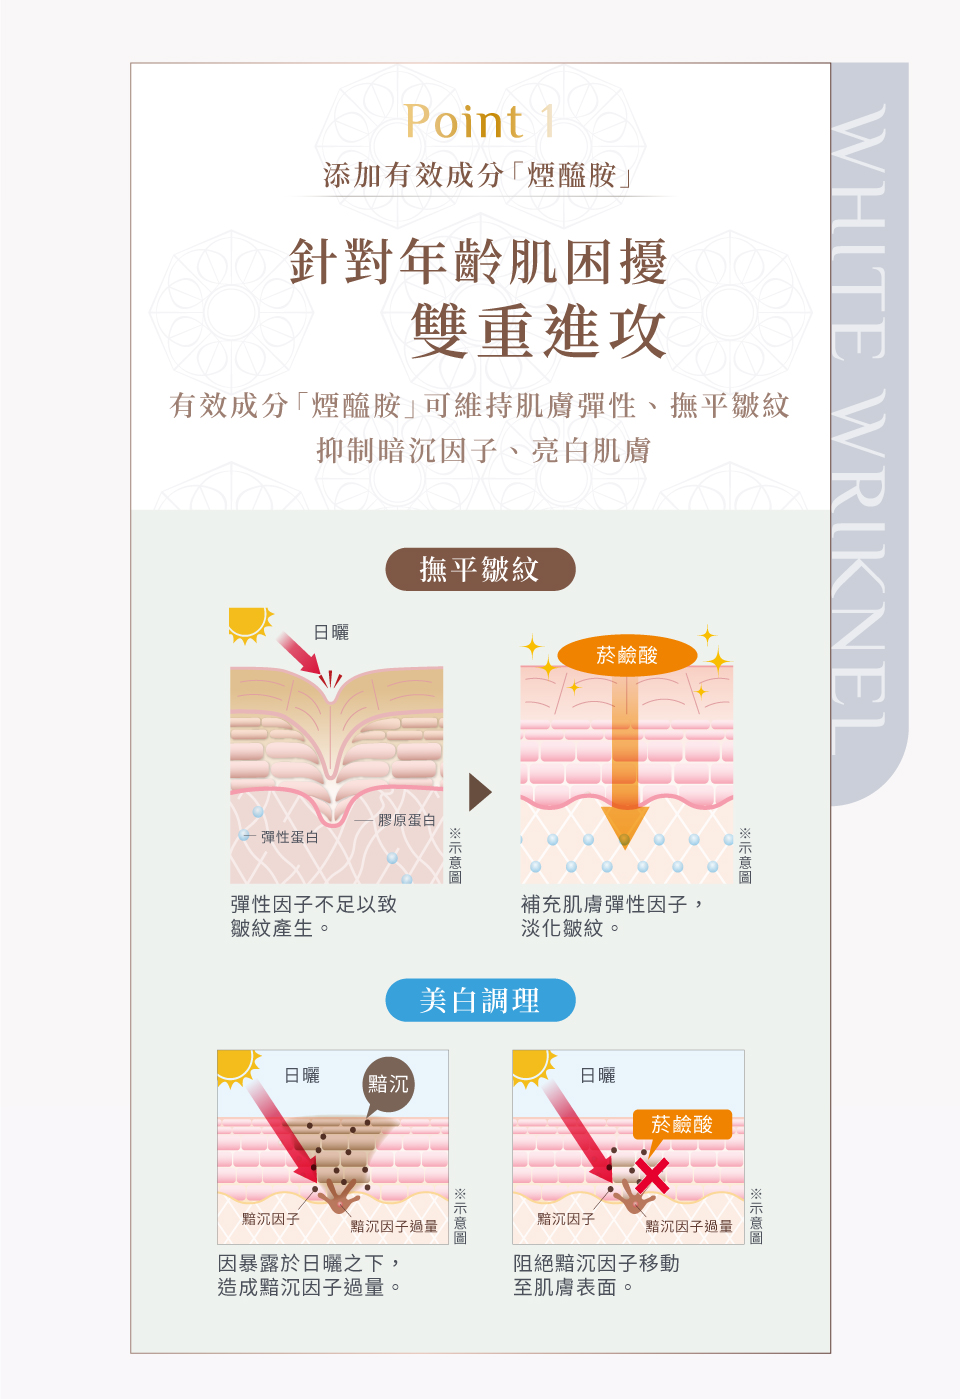 Point 1
添加有效成分「煙醯胺」
針對年齡肌困擾
雙重進攻
有效成分「煙醯胺」可維持肌膚彈性、撫平皺紋
抑制暗沉因子、亮白肌膚
WHITE WRIKNEL
撫平皺紋
日曬
彈性蛋白
膠原蛋白
※示意圖
彈性因子不足以致
皺紋產生。
菸鹼酸
※示意圖
補充肌膚彈性因子，
淡化皺紋。
美白調理
日曬
黯沉
黯沉因子
黯沉因子過量
※示意圖
因暴露於日曬之下，
造成黯沉因子過量。
日曬
菸鹼酸
黯沉因子
黯沉因子過量
※示意圖
阻絕黯沉因子移動
至肌膚表面。